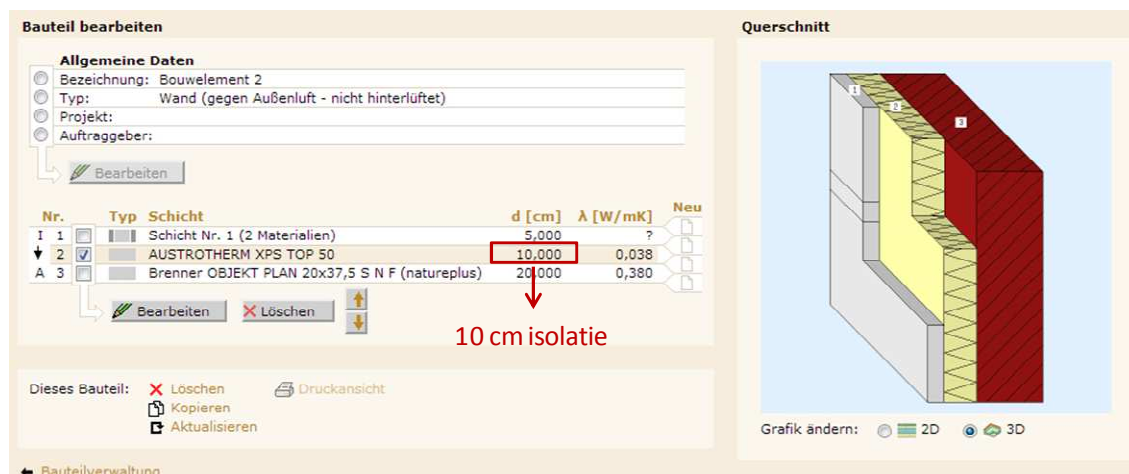 Bauteil bearbeiten
Allgemeine Daten
Bezeichnung: Bouwelement 2
Typ: Wand (gegen Außenluft - nicht hinterlüftet)
Projekt:
Auftraggeber:
Bearbeiten
Nr. Typ Schicht d [cm] λ [W/mK] Neu
I 1 Schicht Nr. 1 (2 Materialien) 5,000 ?
2 AUSTROTHERM XPS TOP 50 10,000 0,038
A 3 Brenner OBJEKT PLAN 20x37,5 S N F (natureplus) 20,000 0,380
Bearbeiten Löschen
10 cm isolatie
Dieses Bauteil: Löschen Druckansicht
Kopieren
Aktualisieren
Bauteilverwaltung
Querschnitt
1
2
3
Grafik ändern: 2D 3D